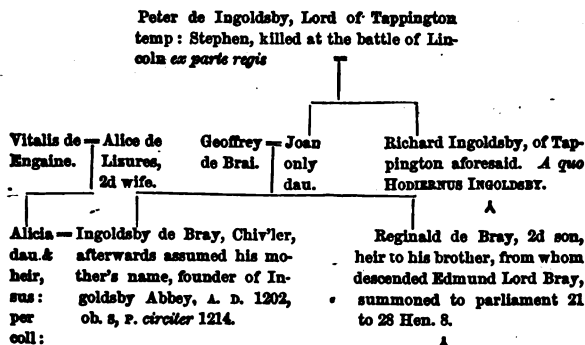 Peter de Ingoldsby, Lord of Tappington
temp: Stephen, killed at the battle of Lin-
coln ex parte regis
Vitalis de = Alice de
Engaine. Lizures,
2d wife.
Geoffrey = Joan
de Brai. only
dau.
Richard Ingoldsby, of Tap-
pington aforesaid. A quo
HODIERNUS INGOLDSBY.
Alicia =
dau. &
heir,
sus:
per
coll:
Ingoldsby de Bray, Chiv'ler,
afterwards assumed his mo-
ther's name, founder of In-
goldsby Abbey, A. D. 1202,
ob. s, P. circiter 1214.
Reginald de Bray, 2d son,
heir to his brother, from whom
descended Edmund Lord Bray,
summoned to parliament 21
to 28 Hen. 8.